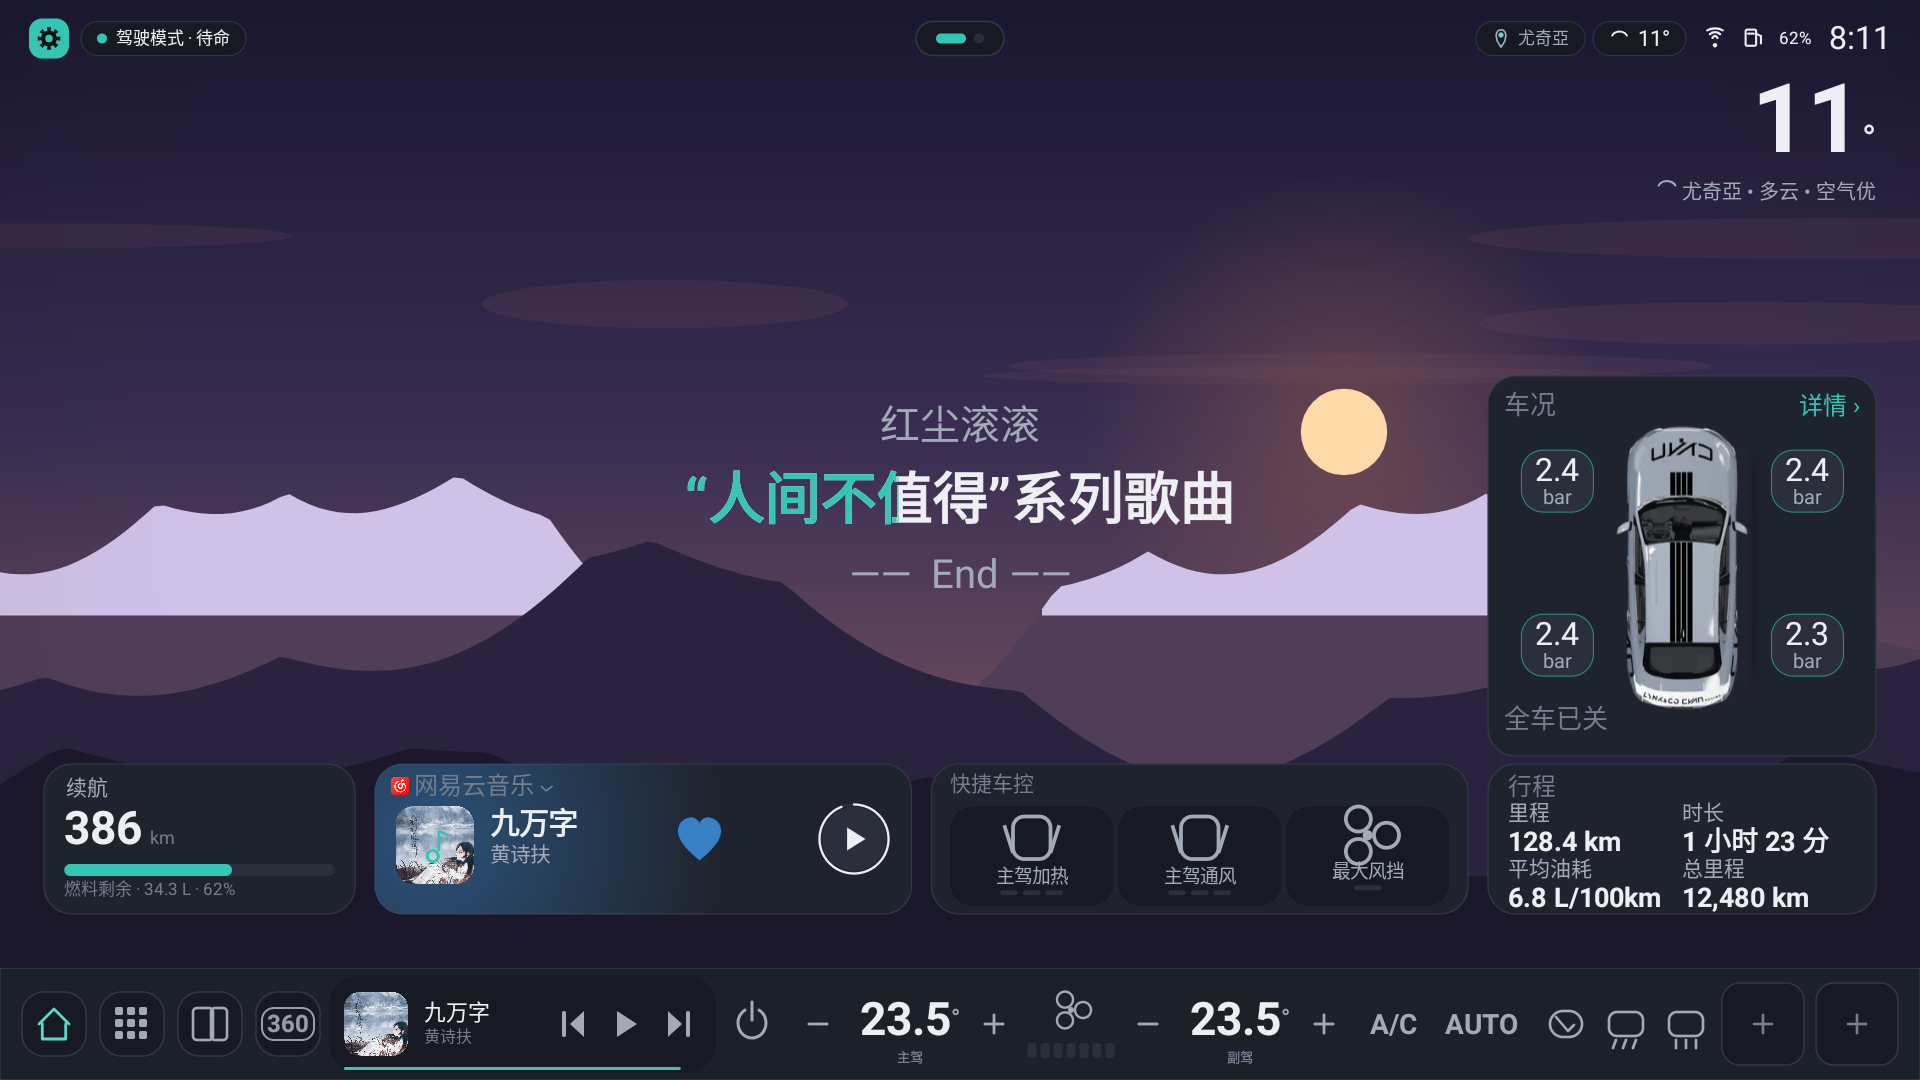 驾驶模式 · 待命
尤奇亞
11°
62%
8:11
11°
尤奇亞 • 多云 • 空气优
红尘滚滚
“人间不值得”系列歌曲
—— End ——
车况
详情 ›
2.4
bar
2.4
bar
2.4
bar
2.3
bar
全车已关
续航
386 km
燃料剩余 · 34.3 L · 62%
网易云音乐
九万字
黄诗扶
快捷车控
主驾加热
主驾通风
最大风挡
行程
里程
128.4 km
时长
1 小时 23 分
平均油耗
6.8 L/100km
总里程
12,480 km
360
九万字
黄诗扶
23.5°
主驾
23.5°
副驾
A/C
AUTO